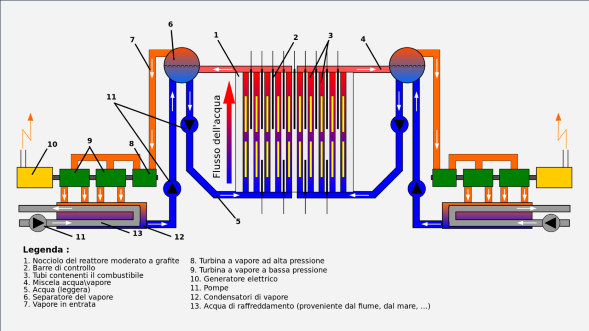 6
1
2
3
4
7
11
Flusso dell'acqua
10
9
8
5
11
13
12
Legenda :
1. Nocciolo del reattore moderato a grafite
2. Barre di controllo
3. Tubi contenenti il combustibile
4. Miscela acqua\vapore
5. Acqua (leggera)
6. Separatore del vapore
7. Vapore in entrata
8. Turbina a vapore ad alta pressione
9. Turbina a vapore a bassa pressione
10. Generatore elettrico
11. Pompe
12. Condensatori di vapore
13. Acqua di raffreddamento (proveniente dal fiume, dal mare, ...)